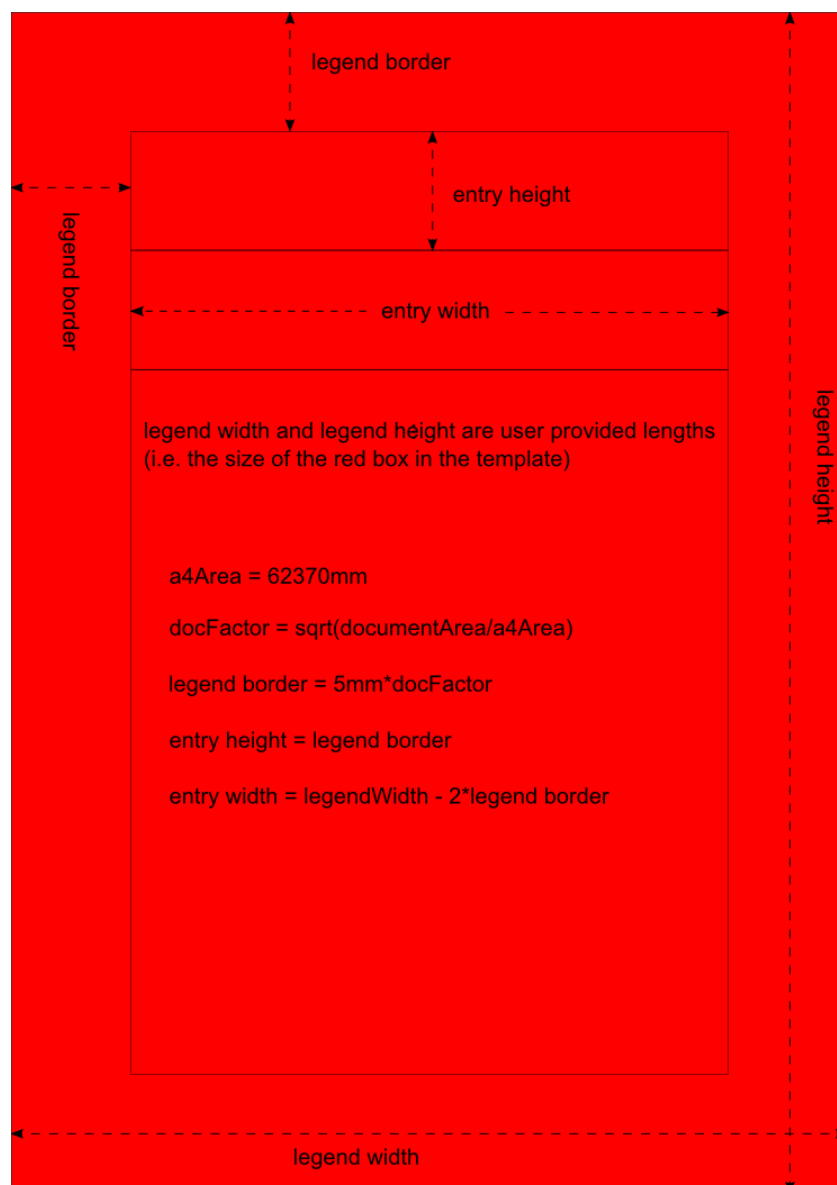 legend border
entry height
legend border
entry width
legend width and legend height are user provided lengths
(i.e. the size of the red box in the template)
legend height
a4Area = 62370mm
docFactor = sqrt(documentArea/a4Area)
legend border = 5mm*docFactor
entry height = legend border
entry width = legendWidth - 2*legend border
legend width